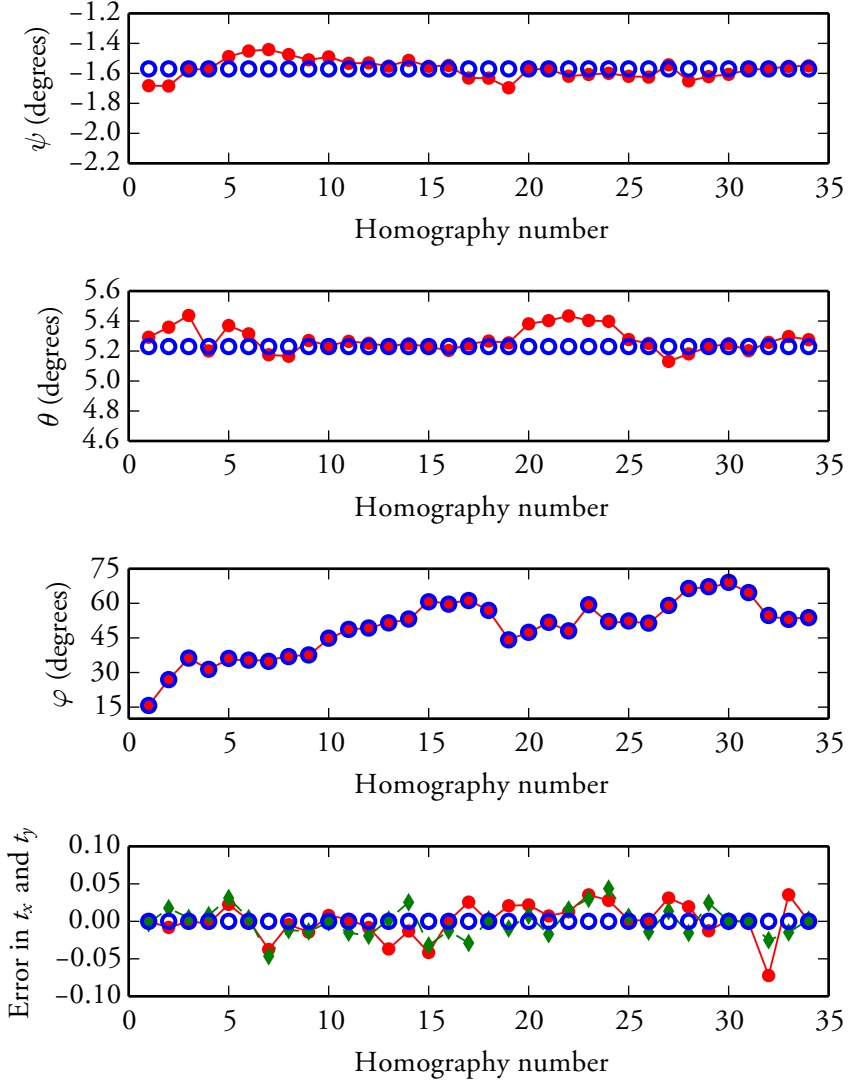 −1.2
−1.4
−1.6
−1.8
−2.0
−2.2
ψ (degrees)
0 5 10 15 20 25 30 35
Homography number
5.6
5.4
5.2
5.0
4.8
4.6
θ (degrees)
0 5 10 15 20 25 30 35
Homography number
75
60
45
30
15
φ (degrees)
0 5 10 15 20 25 30 35
Homography number
0.10
0.05
0.00
−0.05
−0.10
Error in tₓ and t_y
0 5 10 15 20 25 30 35
Homography number